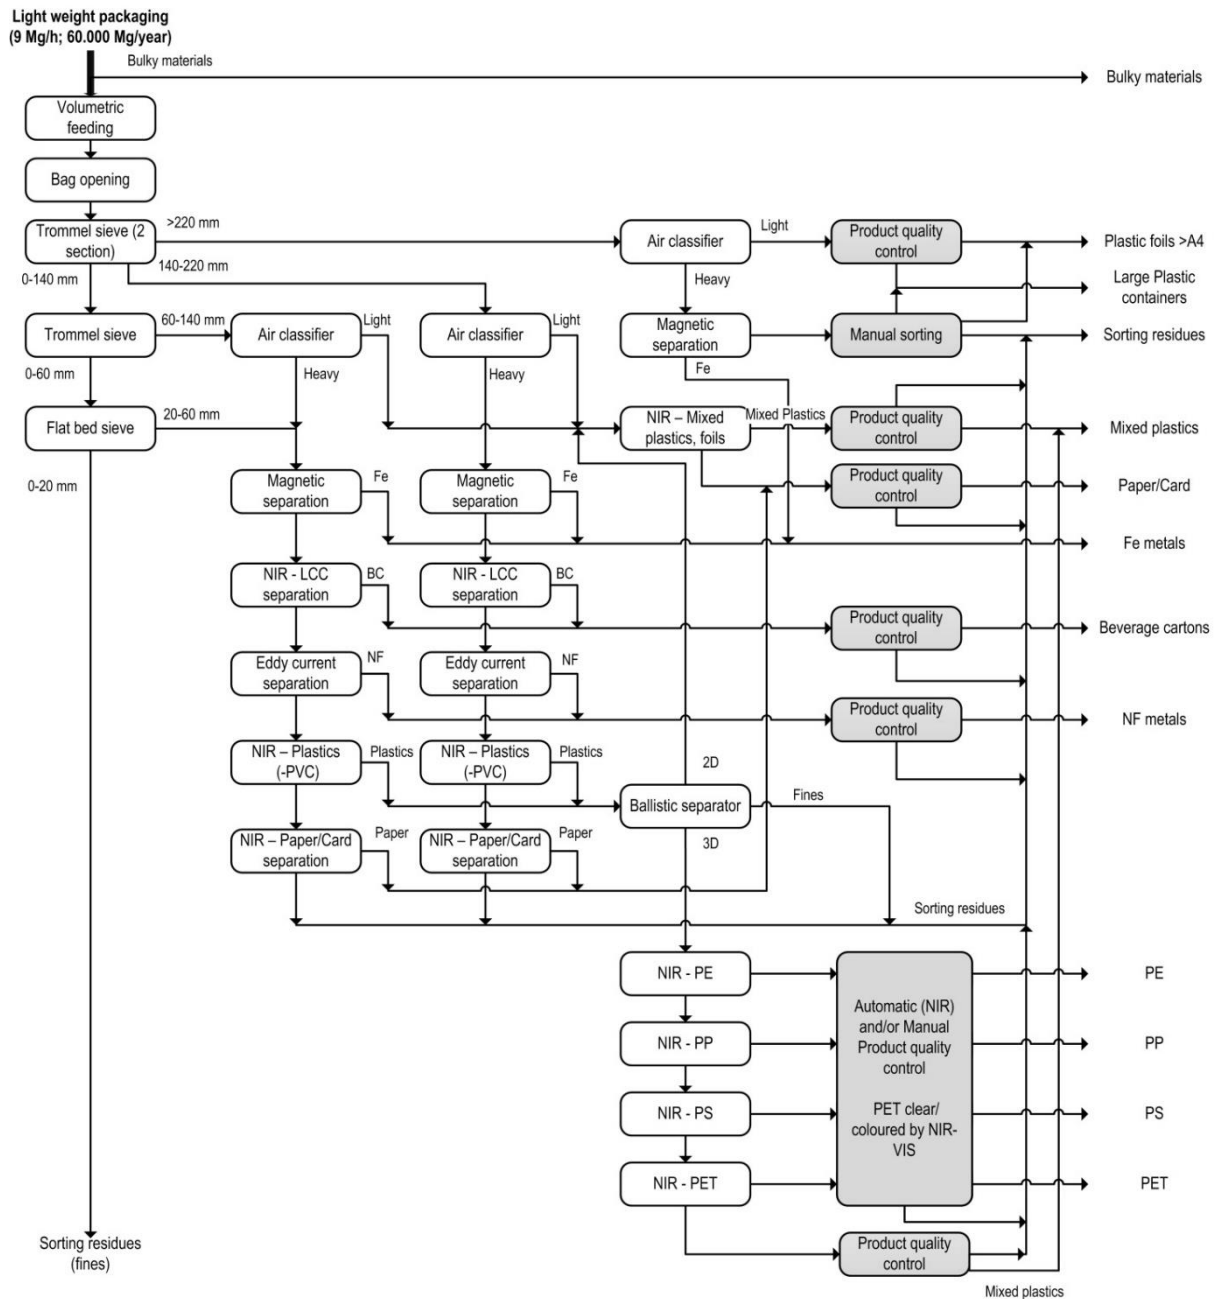 Light weight packaging
(9 Mg/h; 60.000 Mg/year)
Bulky materials
Bulky materials
Volumetric
feeding
Bag opening
Trommel sieve (2
section)
>220 mm
140-220 mm
0-140 mm
Air classifier
Light
Heavy
Product quality
control
Plastic foils >A4
Large Plastic
containers
Trommel sieve
60-140 mm
0-60 mm
Air classifier
Light
Heavy
Air classifier
Light
Heavy
Magnetic
separation
Fe
Manual sorting
Sorting residues
Flat bed sieve
20-60 mm
0-20 mm
NIR – Mixed
plastics, foils
Mixed Plastics
Product quality
control
Mixed plastics
Magnetic
separation
Fe
Magnetic
separation
Fe
Product quality
control
Paper/Card
Fe metals
NIR - LCC
separation
BC
NIR - LCC
separation
BC
Product quality
control
Beverage cartons
Eddy current
separation
NF
Eddy current
separation
NF
Product quality
control
NF metals
NIR – Plastics
(-PVC)
Plastics
NIR – Plastics
(-PVC)
Plastics
2D
Ballistic separator
Fines
3D
NIR – Paper/Card
separation
Paper
NIR – Paper/Card
separation
Paper
Sorting residues
NIR - PE
PE
NIR - PP
PP
NIR - PS
PS
NIR - PET
PET
Automatic (NIR)
and/or Manual
Product quality
control
PET clear/
coloured by NIR-
VIS
Product quality
control
Sorting residues
(fines)
Mixed plastics